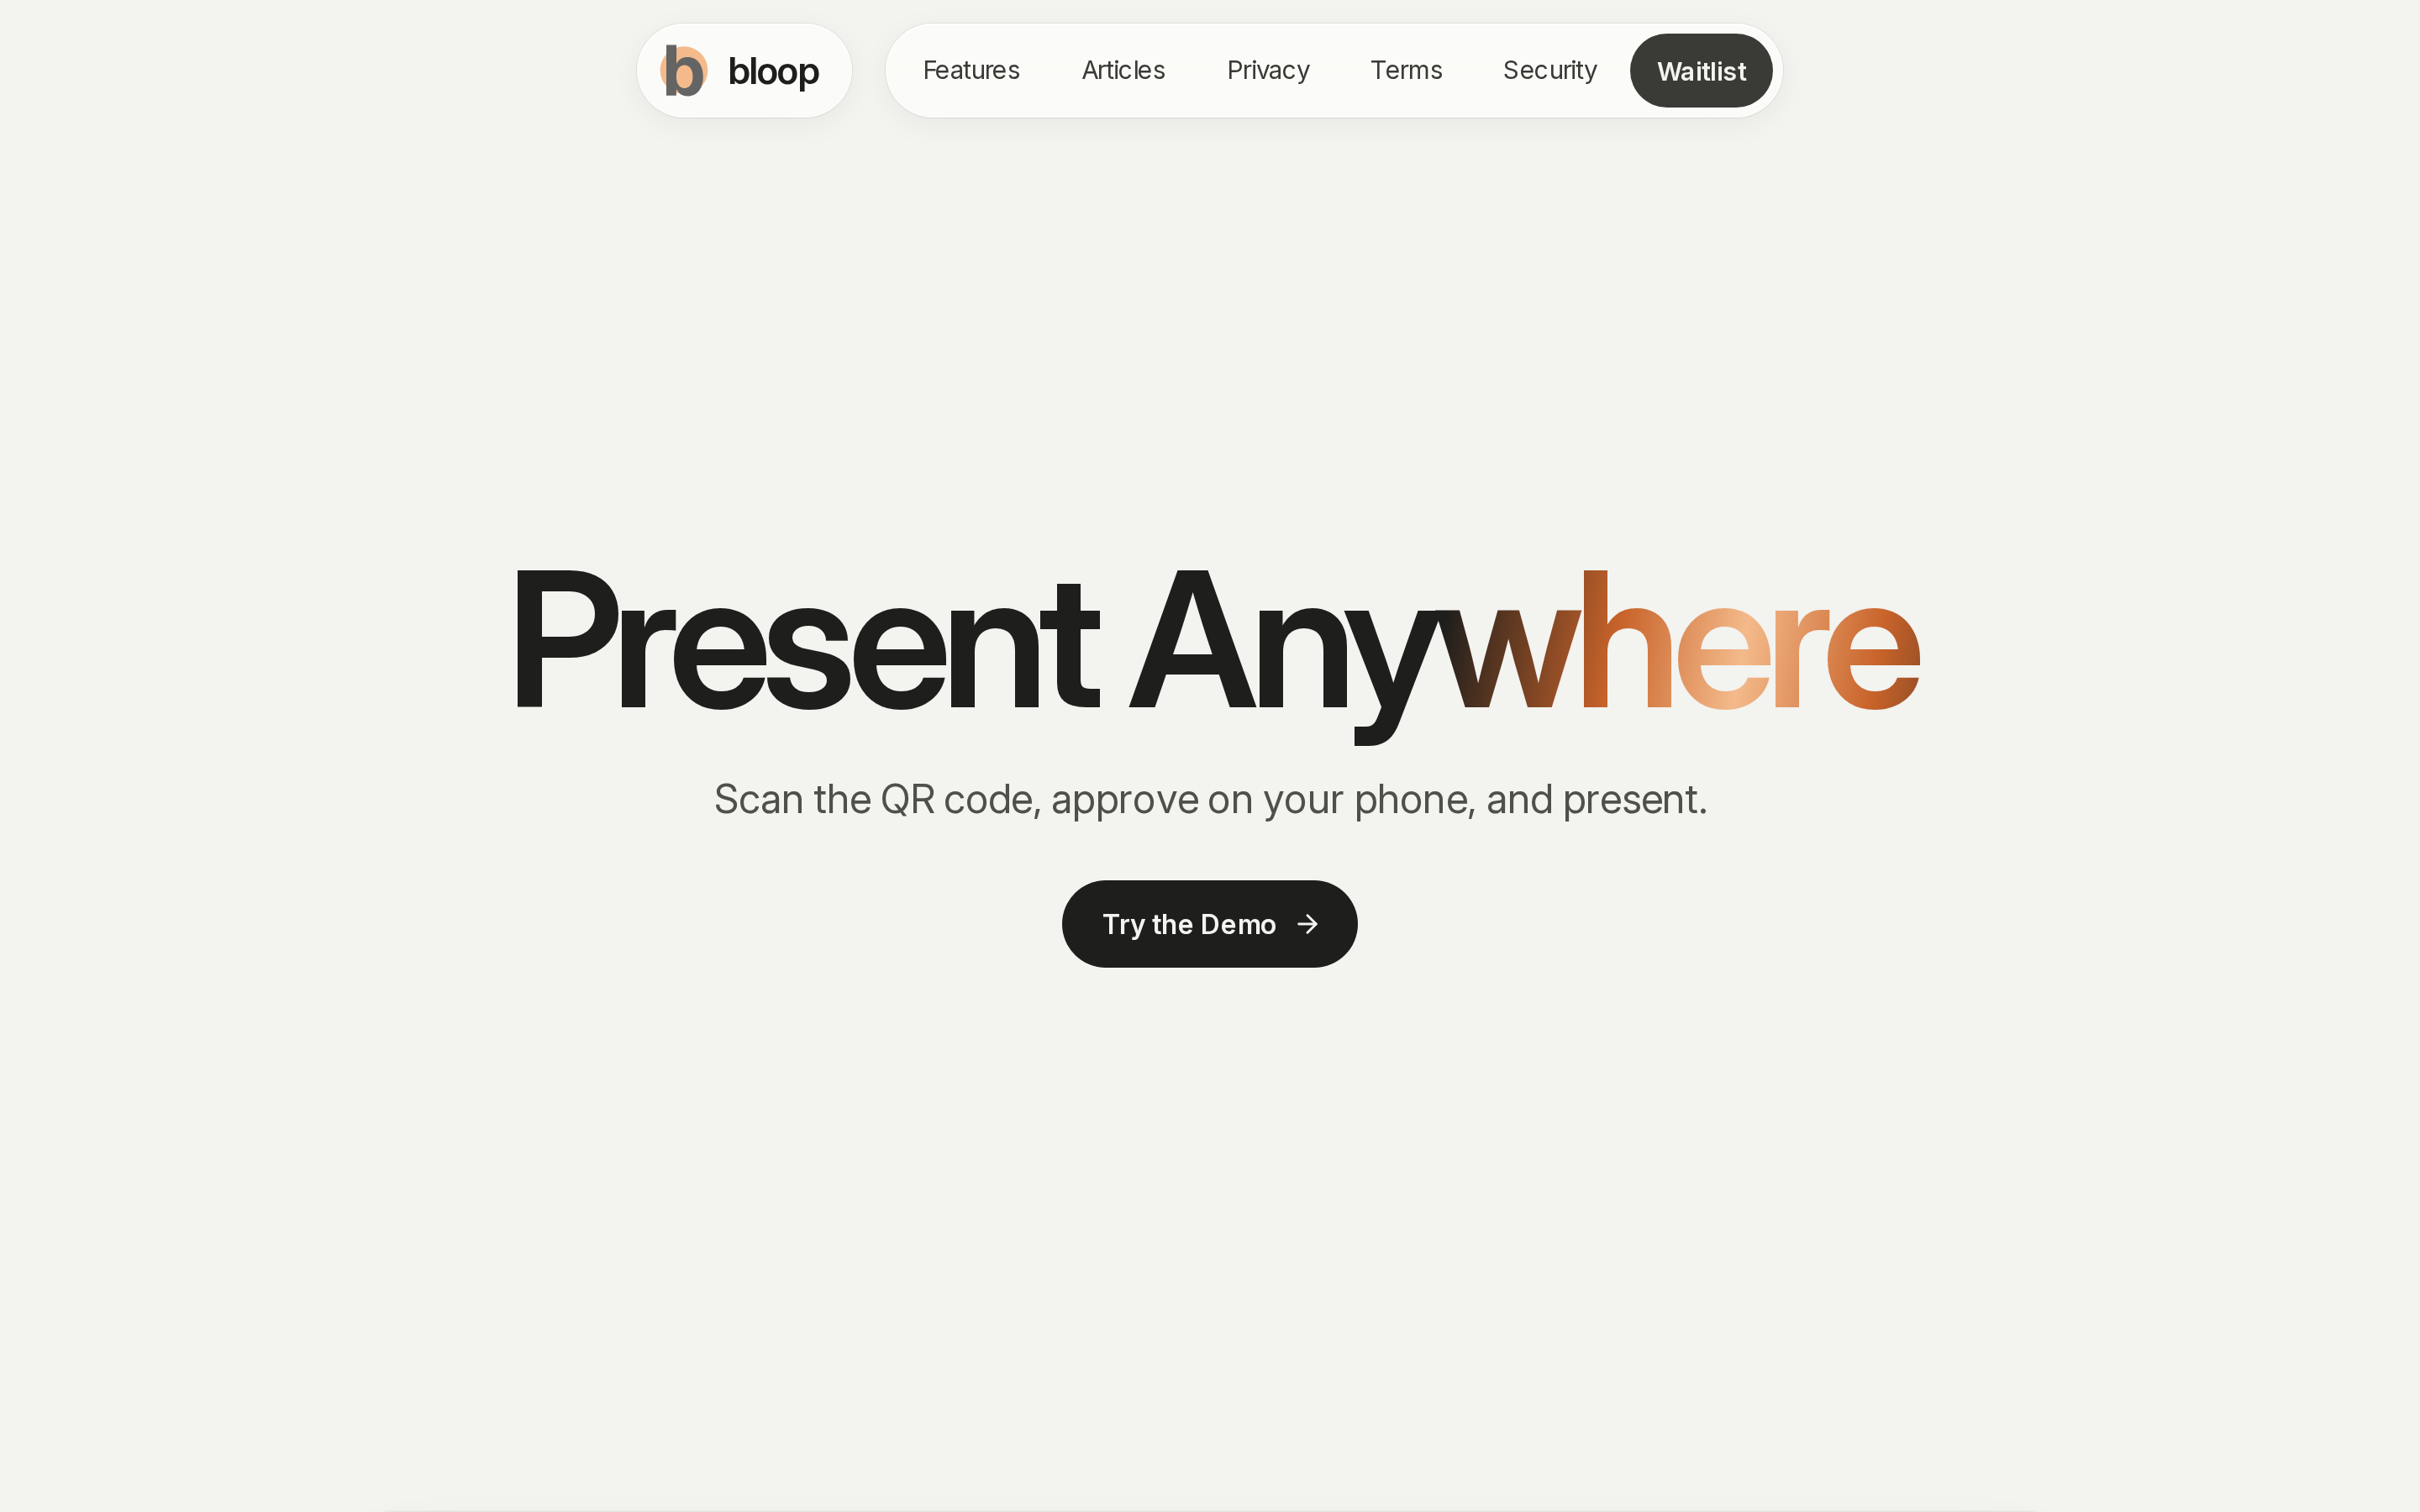 b bloop
Features Articles Privacy Terms Security Waitlist
Present Anywhere
Scan the QR code, approve on your phone, and present.
Try the Demo →